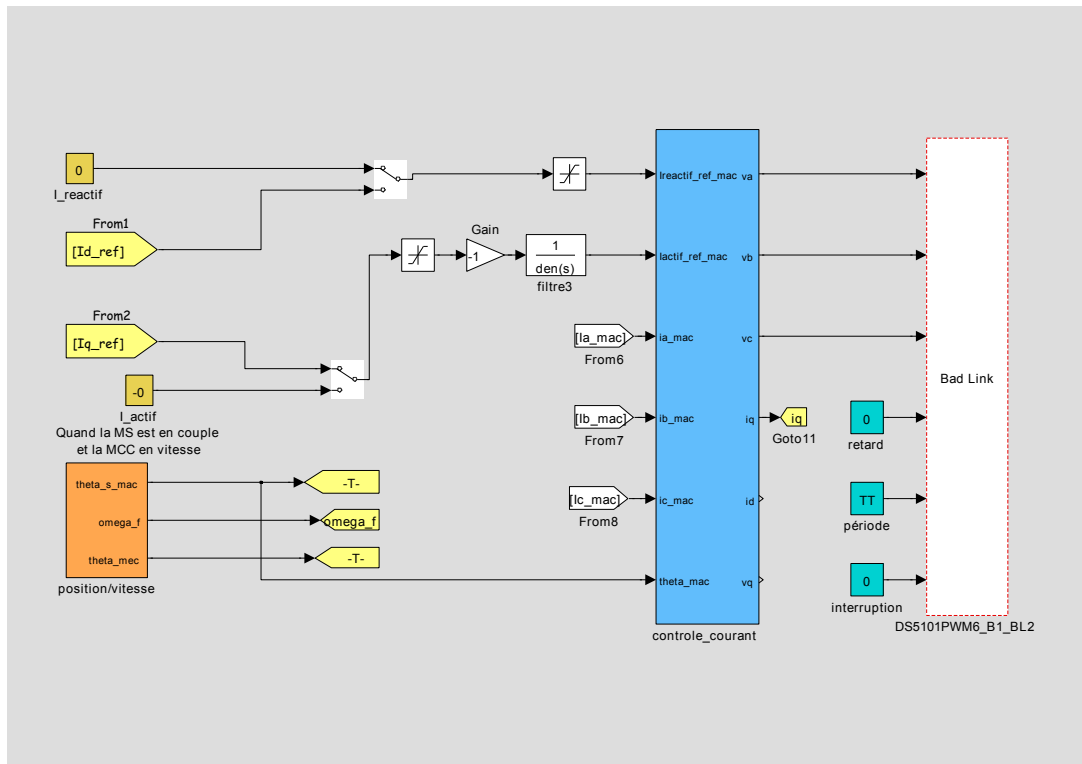 0
I_reactif
From1
[Id_ref]
From2
[Iq_ref]
-0
I_actif
Quand la MS est en couple
et la MCC en vitesse
theta_s_mac
omega_f
theta_mec
position/vitesse
-T-
omega_f
-T-
Gain
-1
1
den(s)
filtre3
[Ia_mac]
From6
[Ib_mac]
From7
[Ic_mac]
From8
Ireactif_ref_mac
va
Iactif_ref_mac
vb
ia_mac
vc
ib_mac
iq
ic_mac
id
theta_mac
vq
controle_courant
iq
Goto11
0
retard
TT
période
0
interruption
Bad Link
DS5101PWM6_B1_BL2